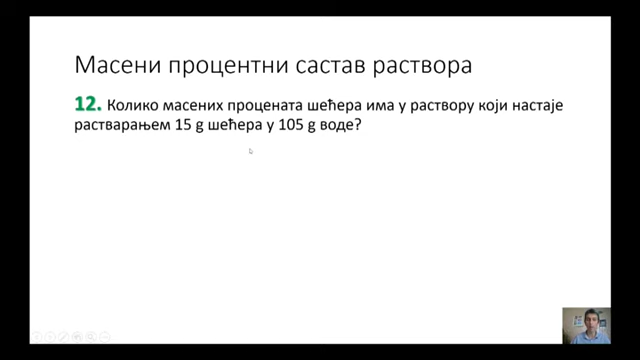 Масени процентни састав раствора
12. Колико масених процената шећера има у раствору који настаје
растварањем 15 g шећера у 105 g воде?